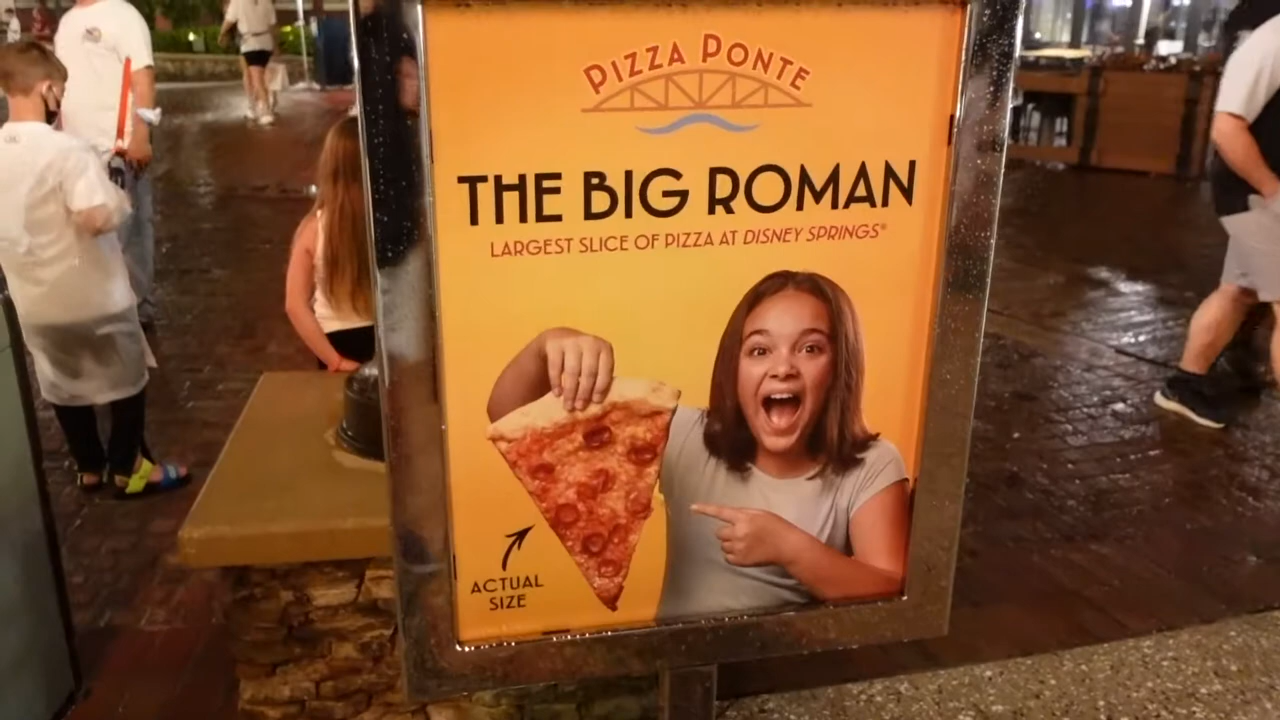 PIZZA PONTE
THE BIG ROMAN
LARGEST SLICE OF PIZZA AT DISNEY SPRINGS®
ACTUAL
SIZE